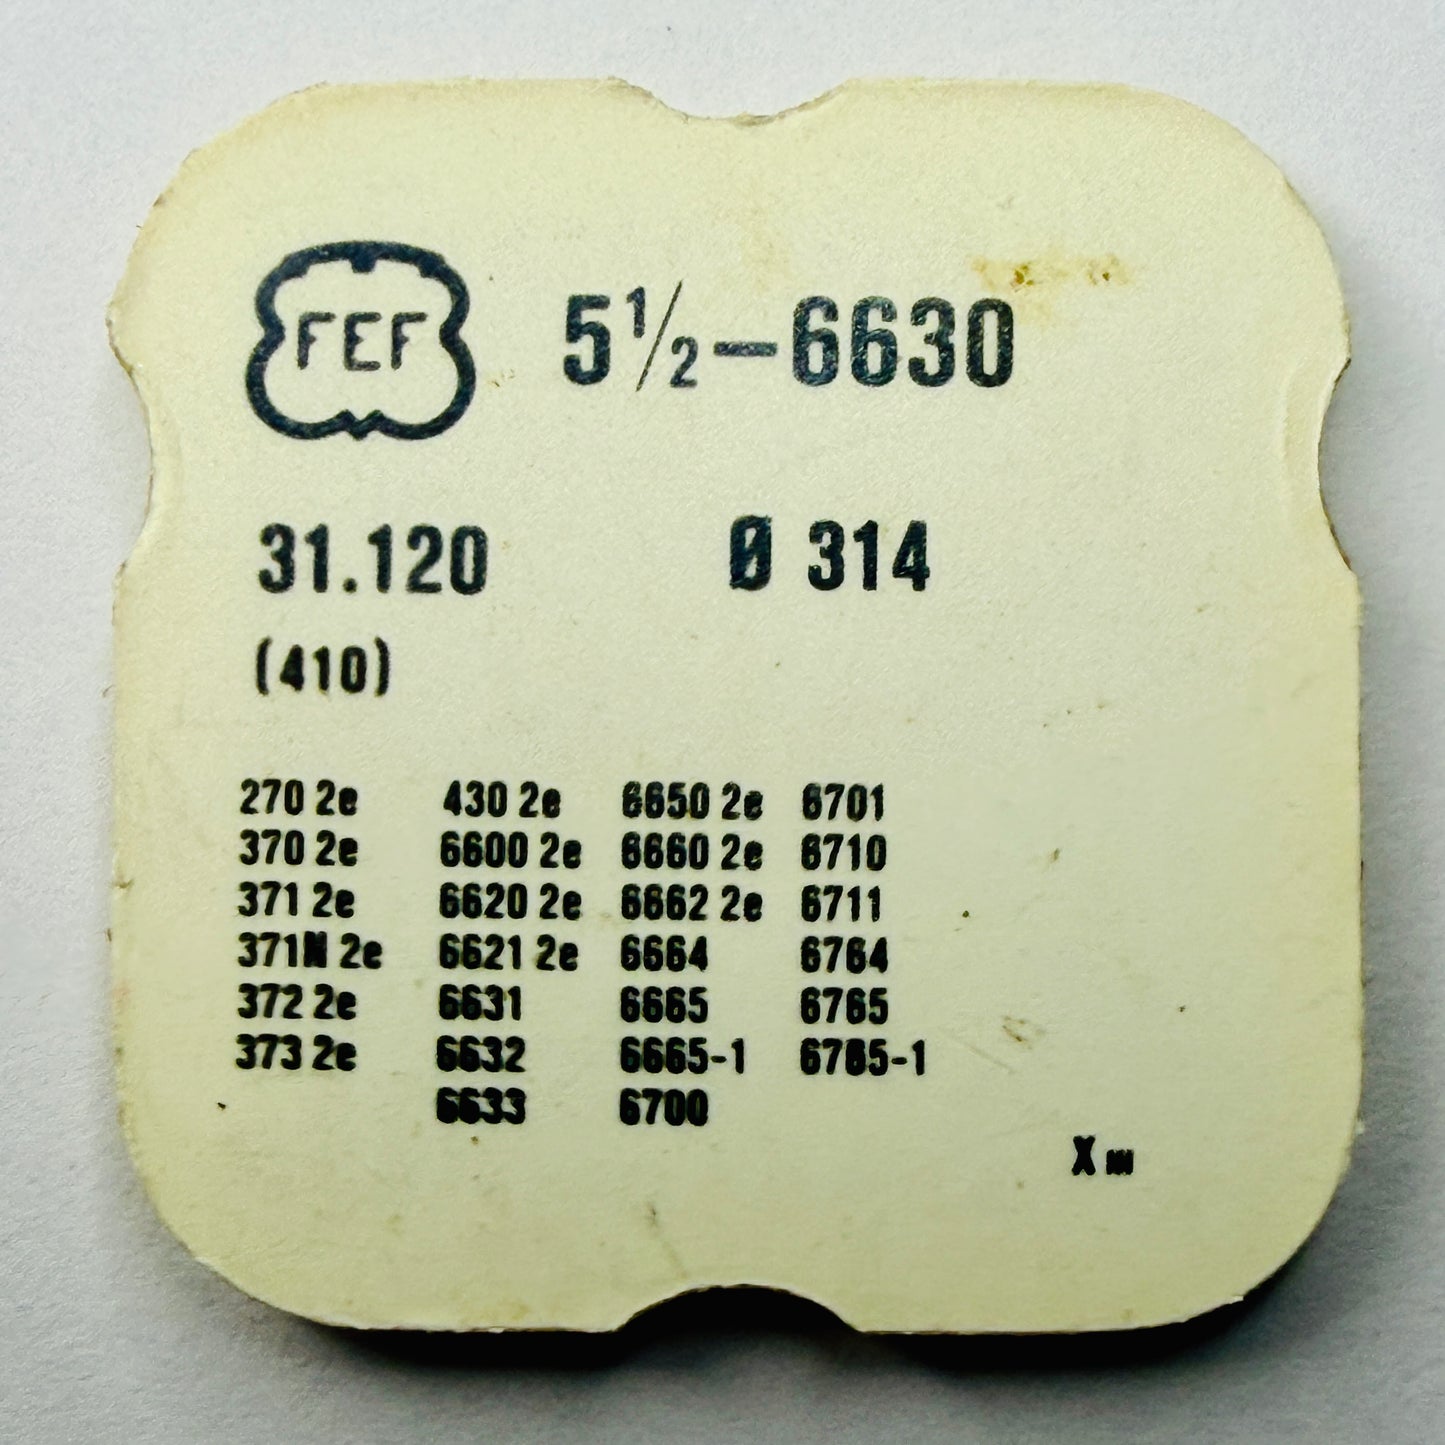 FEF 5 1/2-6630
31.120 Ø 314
(410)
270 2e 430 2e 6650 2e 6701
370 2e 6600 2e 6660 2e 6710
371 2e 6620 2e 6662 2e 6711
371N 2e 6621 2e 6664 6764
372 2e 6631 6665 6765
373 2e 6632 6665-1 6765-1
6633 6700
X